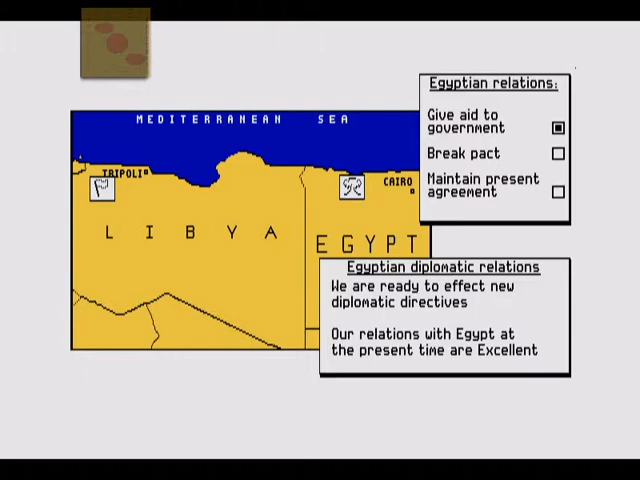 Egyptian relations:
Give aid to
government
Break pact
Maintain present
agreement
MEDITERRANEAN SEA
TRIPOLI
CAIRO
LIBYA
EGYPT
Egyptian diplomatic relations
We are ready to effect new
diplomatic directives
Our relations with Egypt at
the present time are Excellent